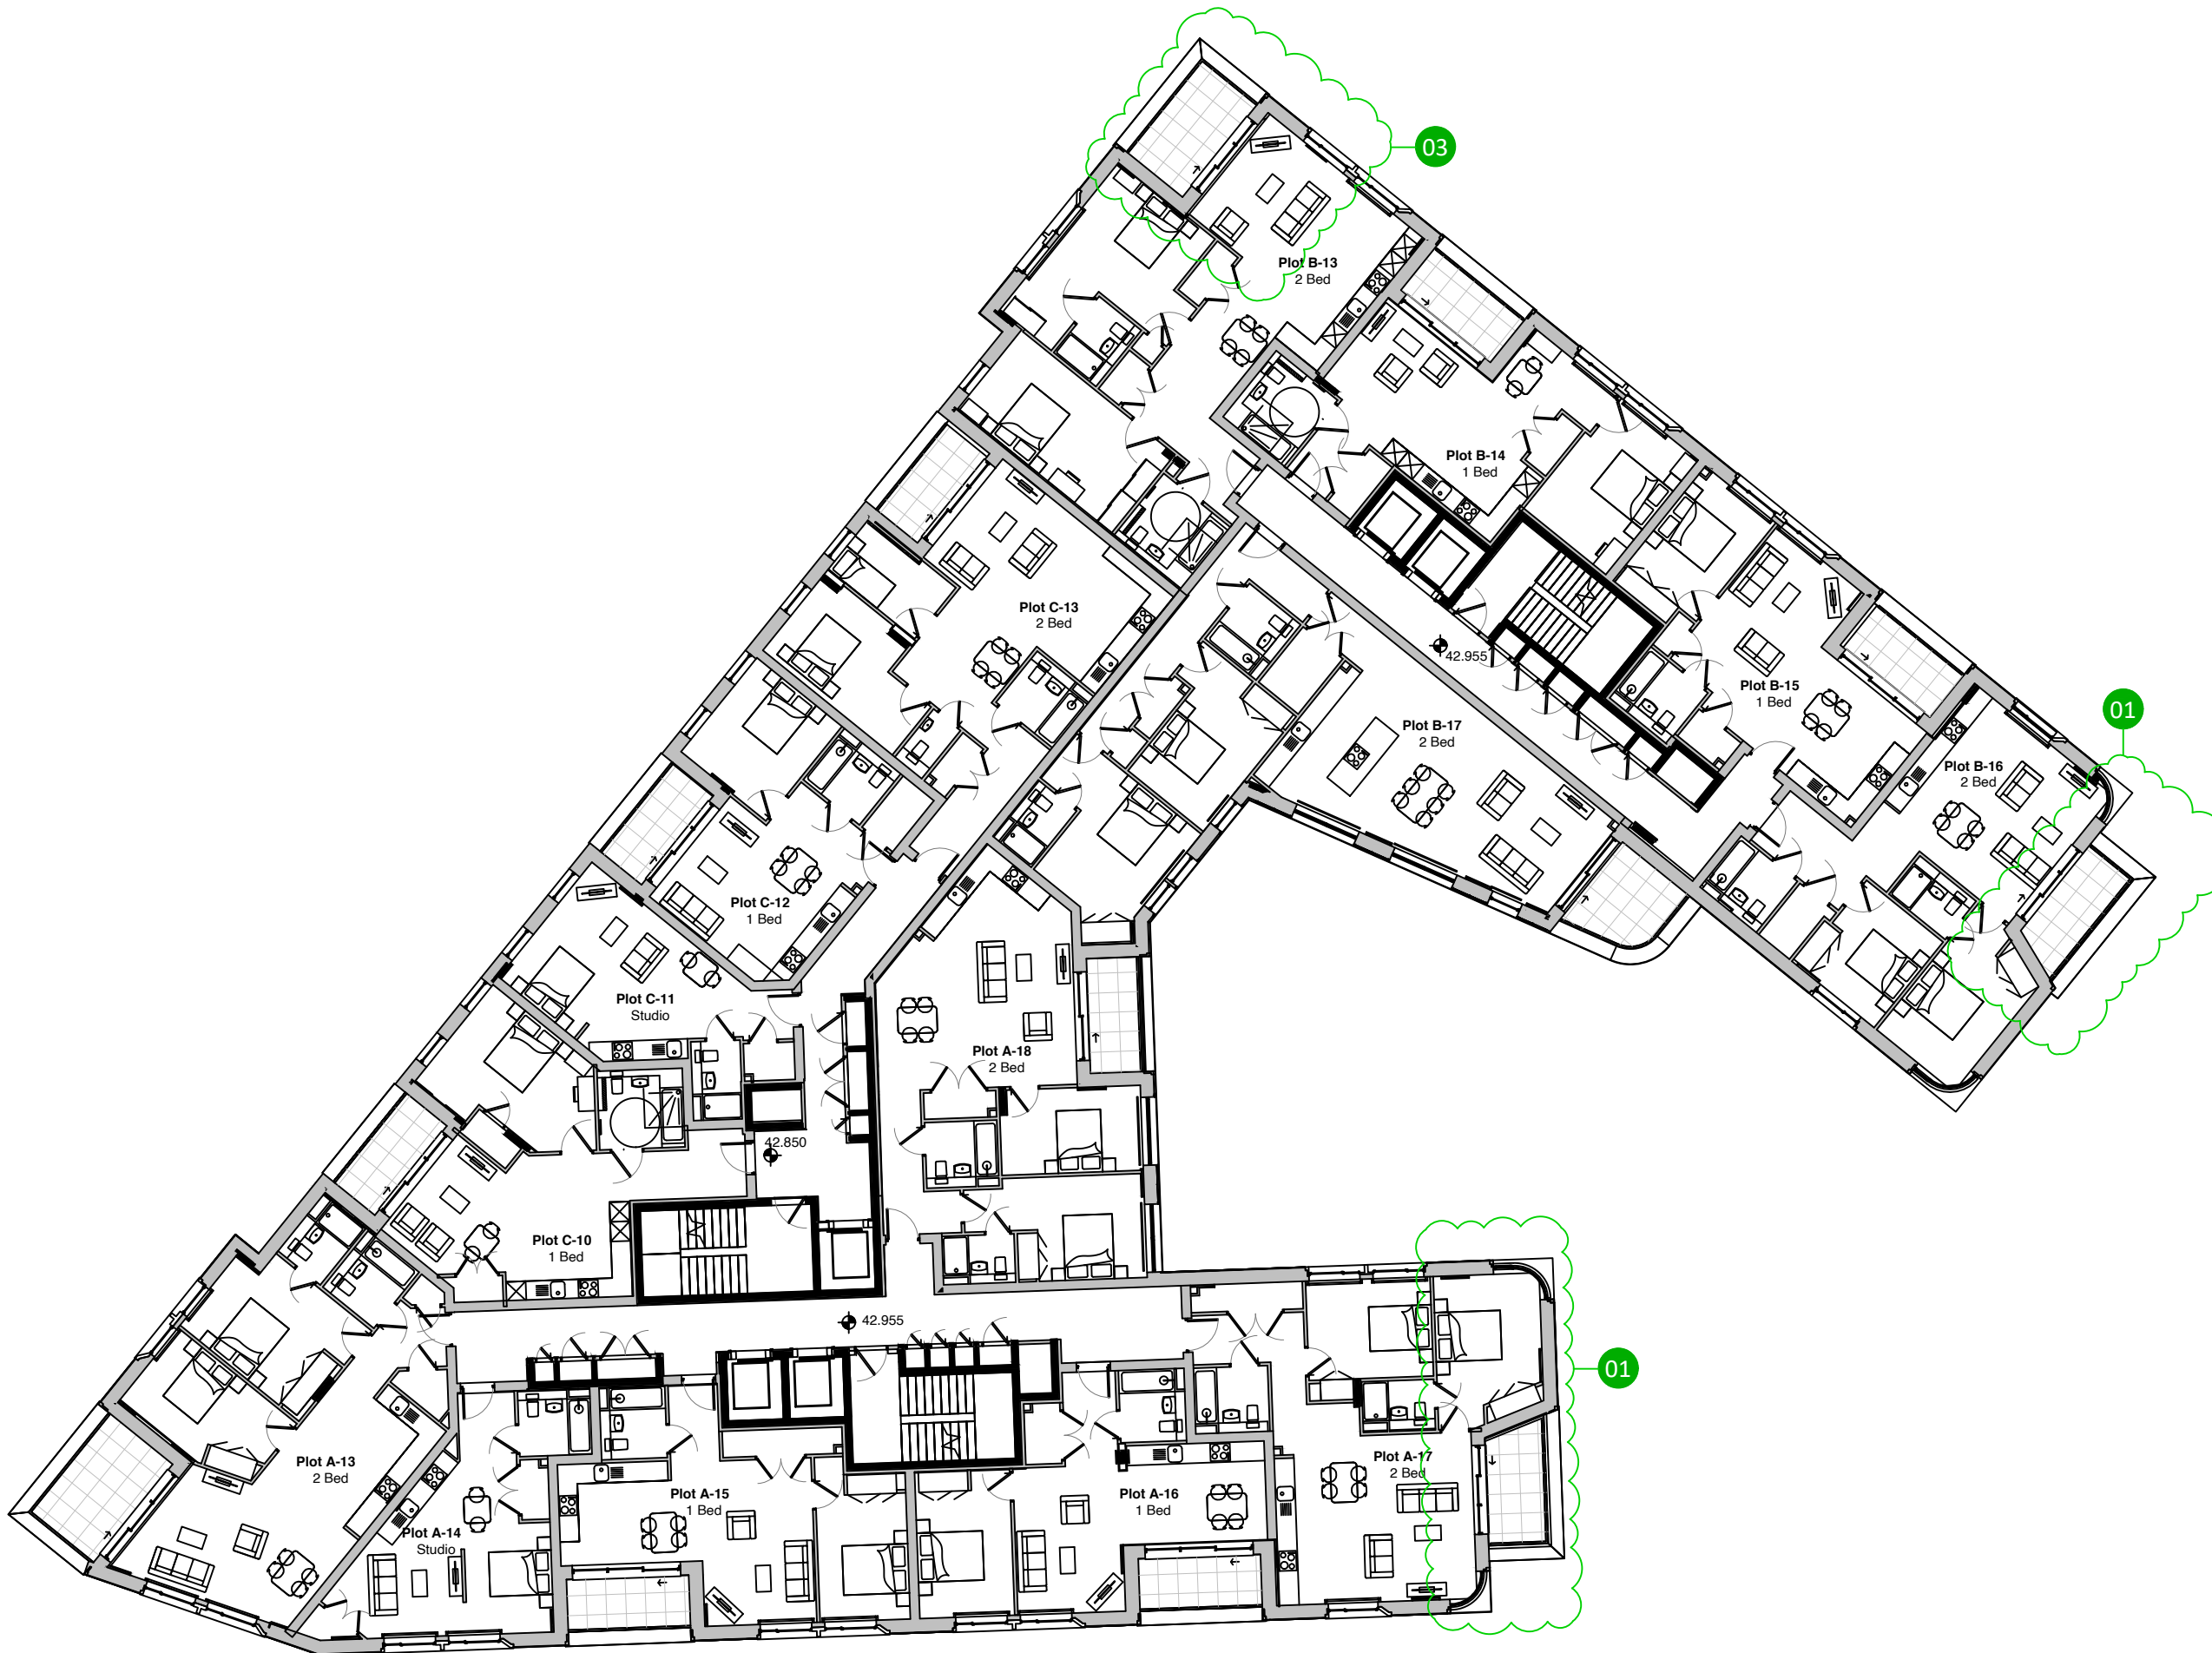 03
Plot B-13
2 Bed
Plot B-14
1 Bed
Plot C-13
2 Bed
42.955
Plot B-15
1 Bed
01
Plot B-17
2 Bed
Plot B-16
2 Bed
Plot C-12
1 Bed
Plot C-11
Studio
Plot A-18
2 Bed
42.850
Plot C-10
1 Bed
42.955
01
Plot A-13
2 Bed
Plot A-17
2 Bed
Plot A-15
1 Bed
Plot A-16
1 Bed
Plot A-14
Studio